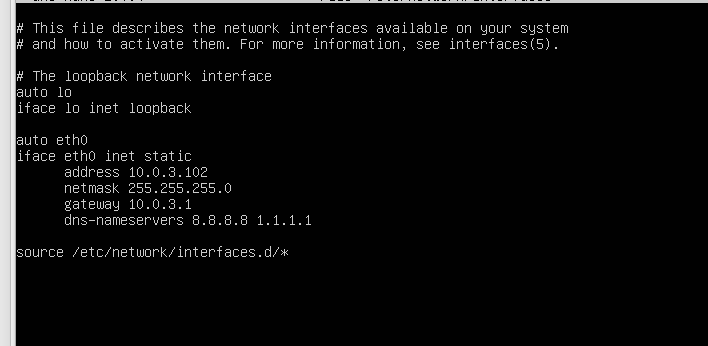 # This file describes the network interfaces available on your system
# and how to activate them. For more information, see interfaces(5).
# The loopback network interface
auto lo
iface lo inet loopback
auto eth0
iface eth0 inet static
address 10.0.3.102
netmask 255.255.255.0
gateway 10.0.3.1
dns-nameservers 8.8.8.8 1.1.1.1
source /etc/network/interfaces.d/*